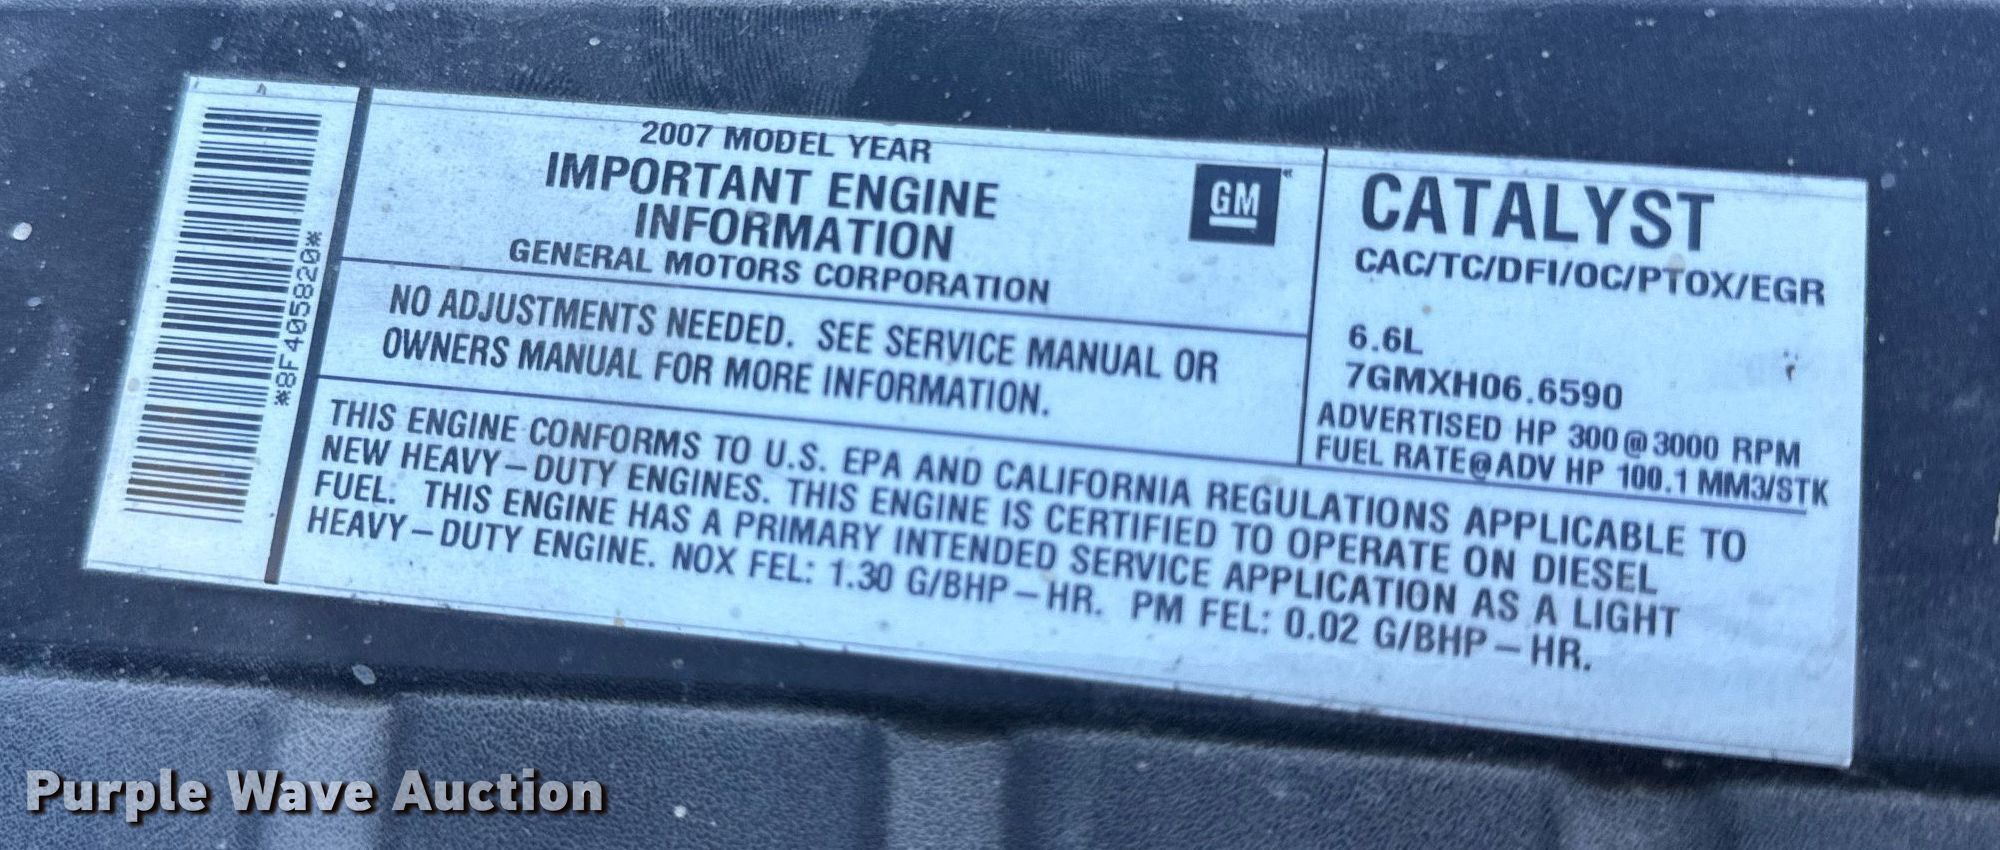 *8F405820*
2007 MODEL YEAR
IMPORTANT ENGINE
INFORMATION
GENERAL MOTORS CORPORATION
GM
NO ADJUSTMENTS NEEDED. SEE SERVICE MANUAL OR
OWNERS MANUAL FOR MORE INFORMATION.
CATALYST
CAC/TC/DFI/OC/PTOX/EGR
6.6L
7GMXH06.6590
ADVERTISED HP 300@3000 RPM
FUEL RATE@ADV HP 100.1 MM3/STK
THIS ENGINE CONFORMS TO U.S. EPA AND CALIFORNIA REGULATIONS APPLICABLE TO
NEW HEAVY-DUTY ENGINES. THIS ENGINE IS CERTIFIED TO OPERATE ON DIESEL
FUEL. THIS ENGINE HAS A PRIMARY INTENDED SERVICE APPLICATION AS A LIGHT
HEAVY-DUTY ENGINE. NOX FEL: 1.30 G/BHP-HR. PM FEL: 0.02 G/BHP-HR.
Purple Wave Auction